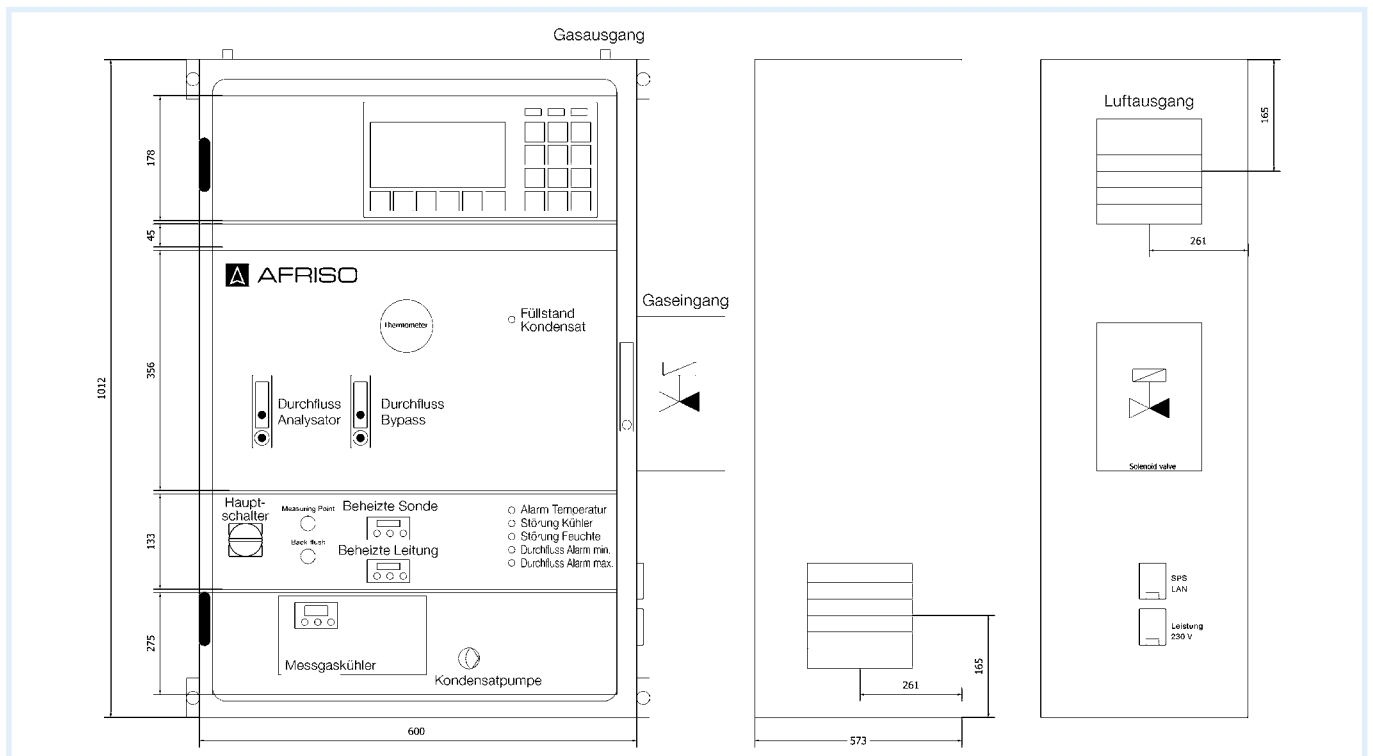 Gasausgang
1012
178
45
356
133
275
600
AFRISO
Thermometer
Füllstand
Kondensat
Gaseingang
Durchfluss
Analysator
Durchfluss
Bypass
Haupt-
schalter
Measuring Point
Back flush
Beheizte Sonde
Beheizte Leitung
Alarm Temperatur
Störung Kühler
Störung Feuchte
Durchfluss Alarm min.
Durchfluss Alarm max.
Messgaskühler
Kondensatpumpe
165
261
573
Luftausgang
165
261
Solenoid valve
SPS
LAN
Leistung
230 V